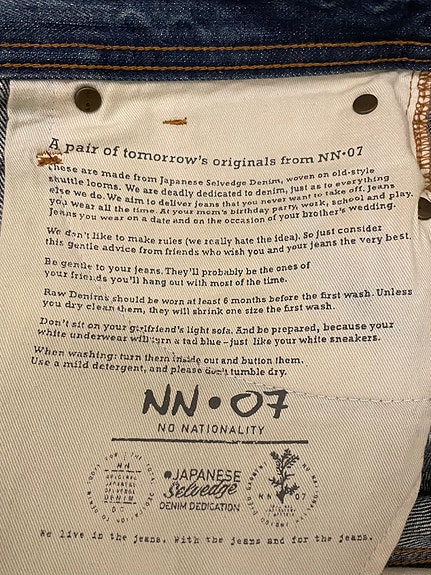 A pair of tomorrow's originals from NN•07
These are made from Japanese Selvedge Denim, woven on old-style
shuttle looms. We are deadly dedicated to denim, just as to everything
else we do. We aim to deliver jeans that you never want to take off. Jeans
you wear all the time. At your mom's birthday party, work, school and play.
Jeans you wear on a date and on the occasion of your brother's wedding.
We don't like to make rules (we really hate the idea). So just consider
this gentle advice from friends who wish you and your jeans the very best.
Be gentle to your jeans. They'll probably be the ones of
your friends you'll hang out with most of the time.
Raw Denims should be worn at least 6 months before the first wash. Unless
you dry clean them, they will shrink one size the first wash.
Don't sit on your girlfriend's light sofa. And be prepared, because your
white underwear will turn a tad blue – just like your white sneakers.
When washing: turn them inside out and button them.
Use a mild detergent, and please don't tumble dry.
NN•07
NO NATIONALITY
NN
ORIGINAL
JAPANESE
SELVEDGE
DENIM
JAPANESE
Selvedge
DENIM DEDICATION
NN 07
We live in the jeans. With the jeans and for the jeans.